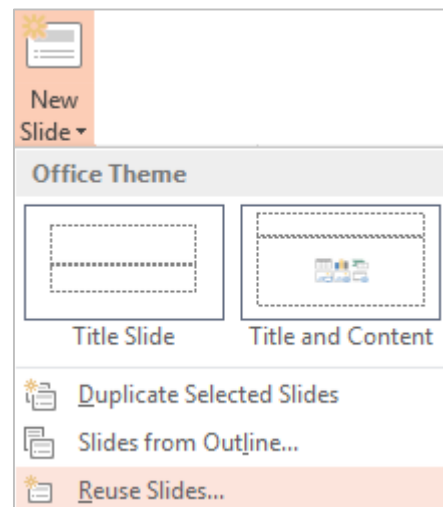 New
Slide
Office Theme
Title Slide
Title and Content
Duplicate Selected Slides
Slides from Outline...
Reuse Slides...